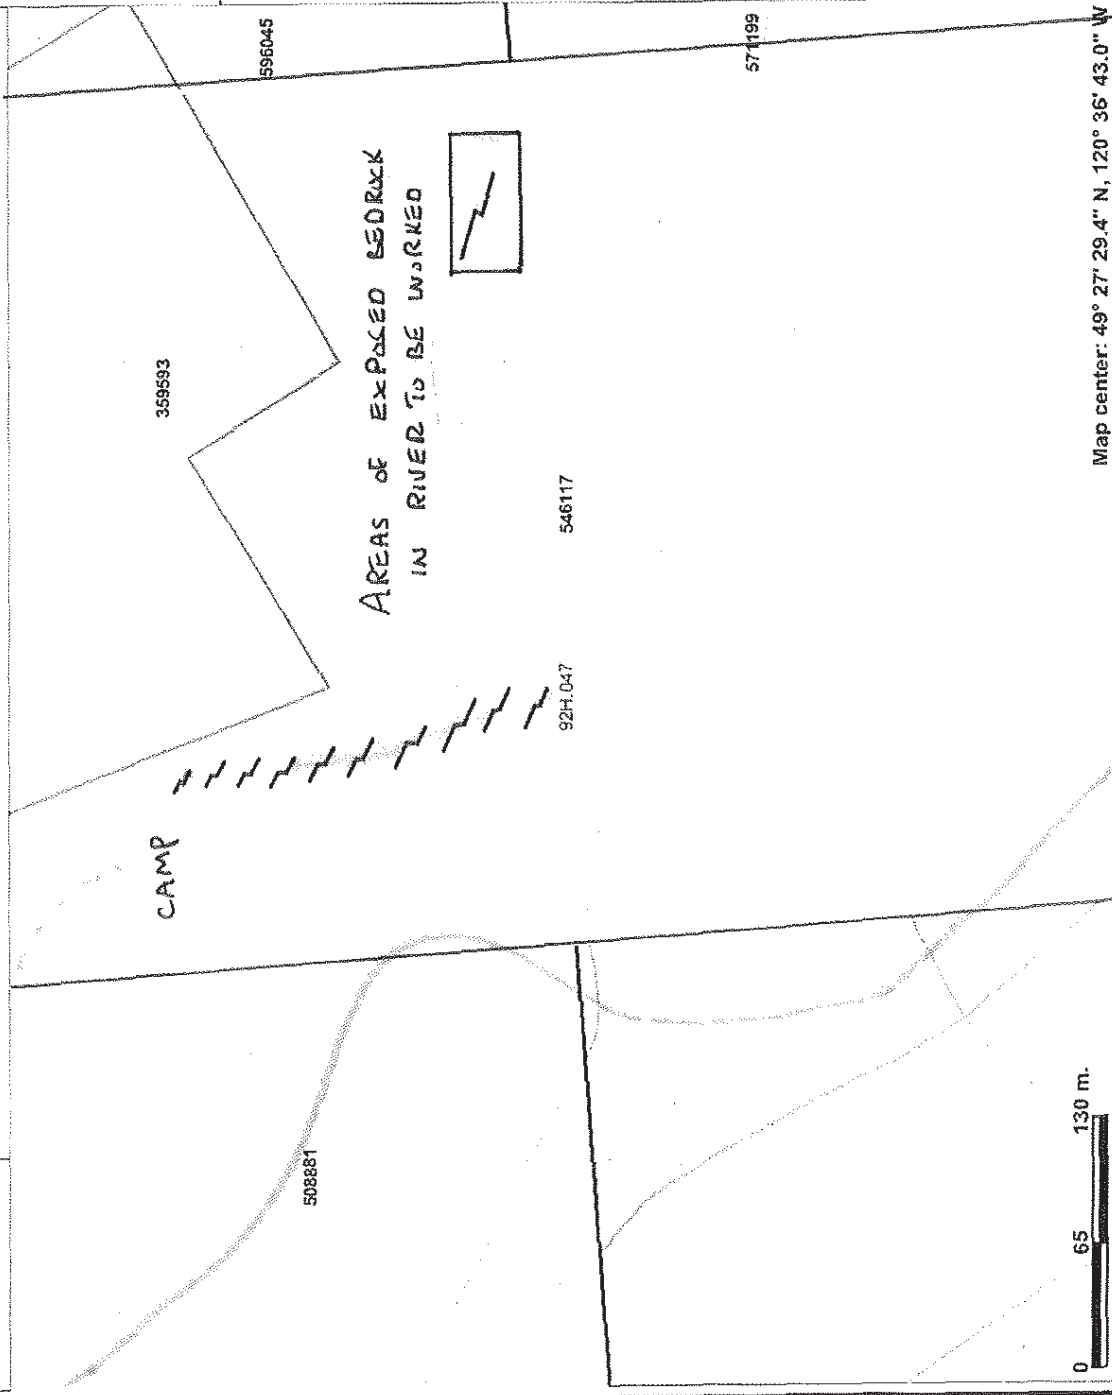 CAMP
359593
596045
508881
AREAS OF EXPOSED BEDROCK
IN RIVER TO BE WORKED
92H.047
546117
571199
0 65 130 m.
Map center: 49° 27' 29.4" N, 120° 36' 43.0" W